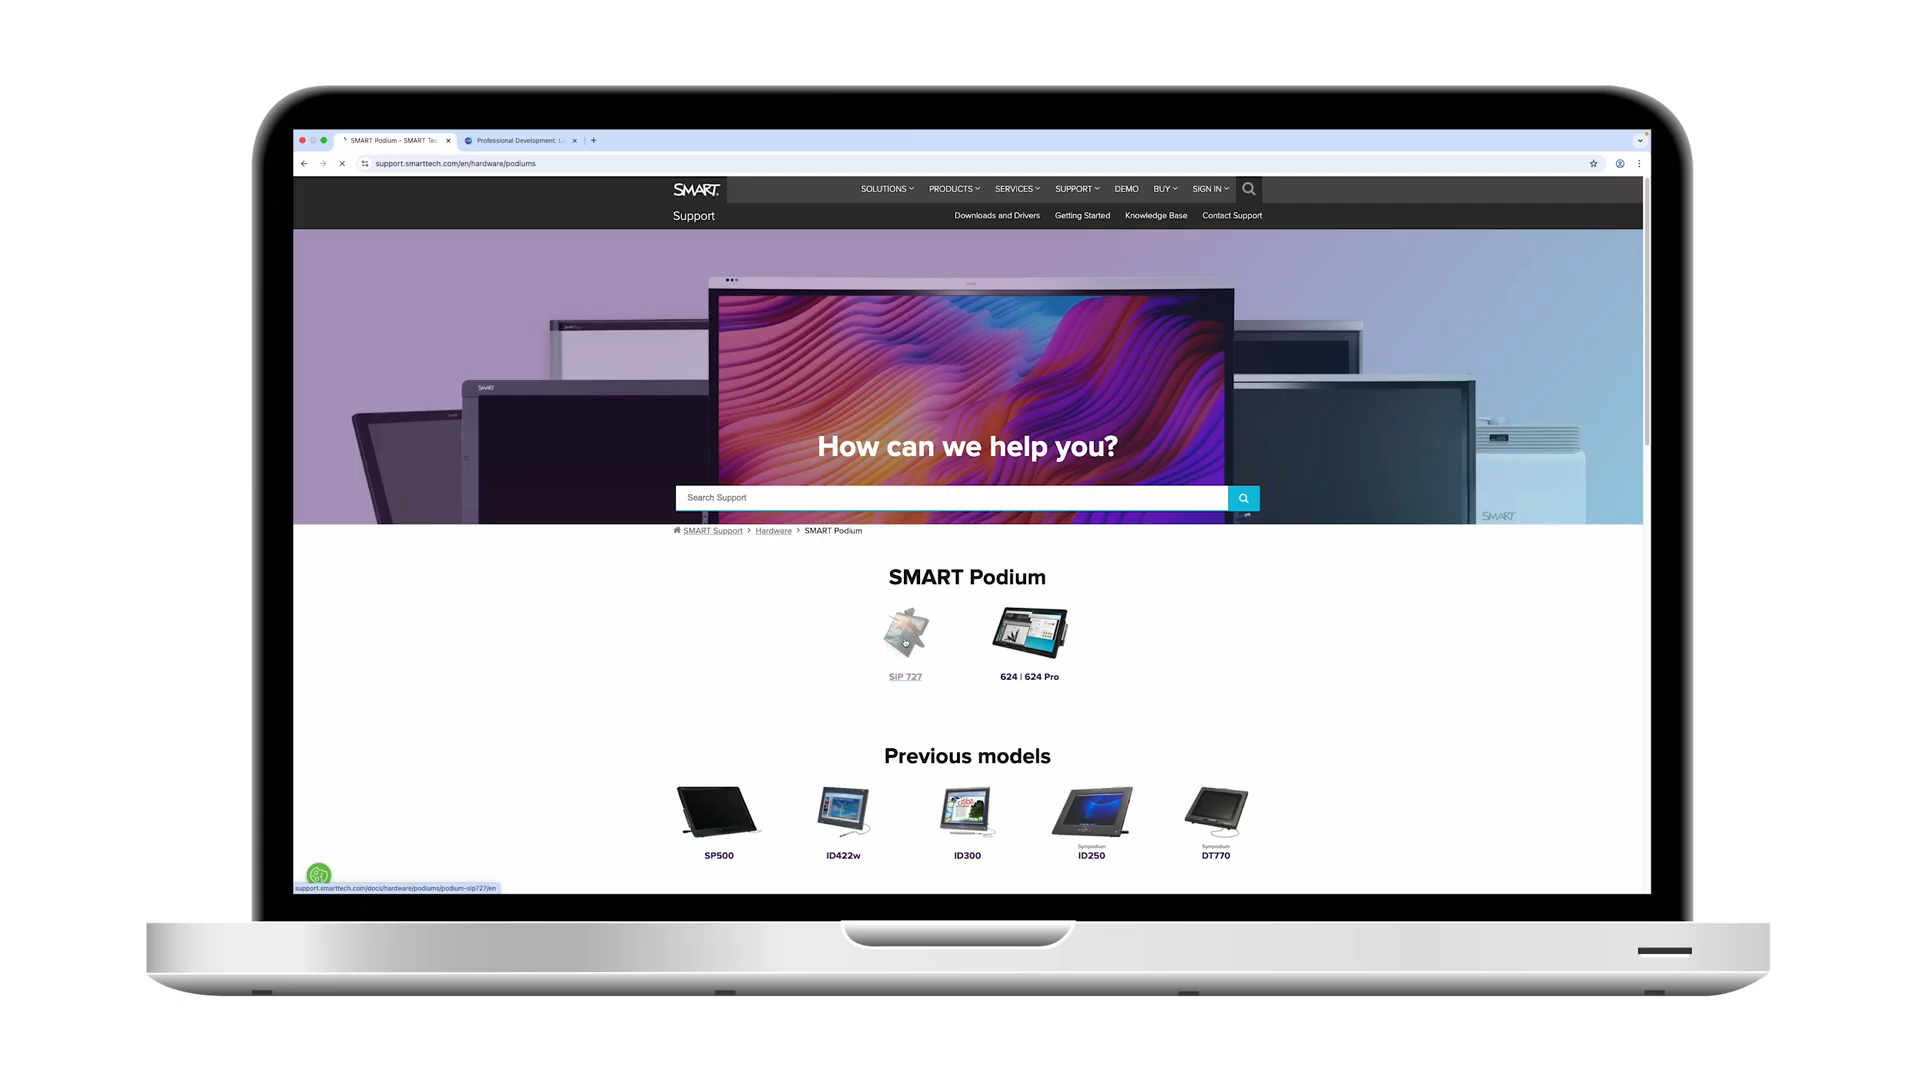 SMART Podium - SMART Tec
Professional Development: L
support.smarttech.com/en/hardware/podiums
SMART
SOLUTIONS
PRODUCTS
SERVICES
SUPPORT
DEMO
BUY
SIGN IN
Support
Downloads and Drivers
Getting Started
Knowledge Base
Contact Support
SMART
SMART
How can we help you?
Search Support
SMART Support > Hardware > SMART Podium
SMART Podium
SIP 727
624 | 624 Pro
Previous models
SP500
ID422w
ID300
Sympodium
ID250
Sympodium
DT770
support.smarttech.com/docs/hardware/podiums/podium-sip727/en